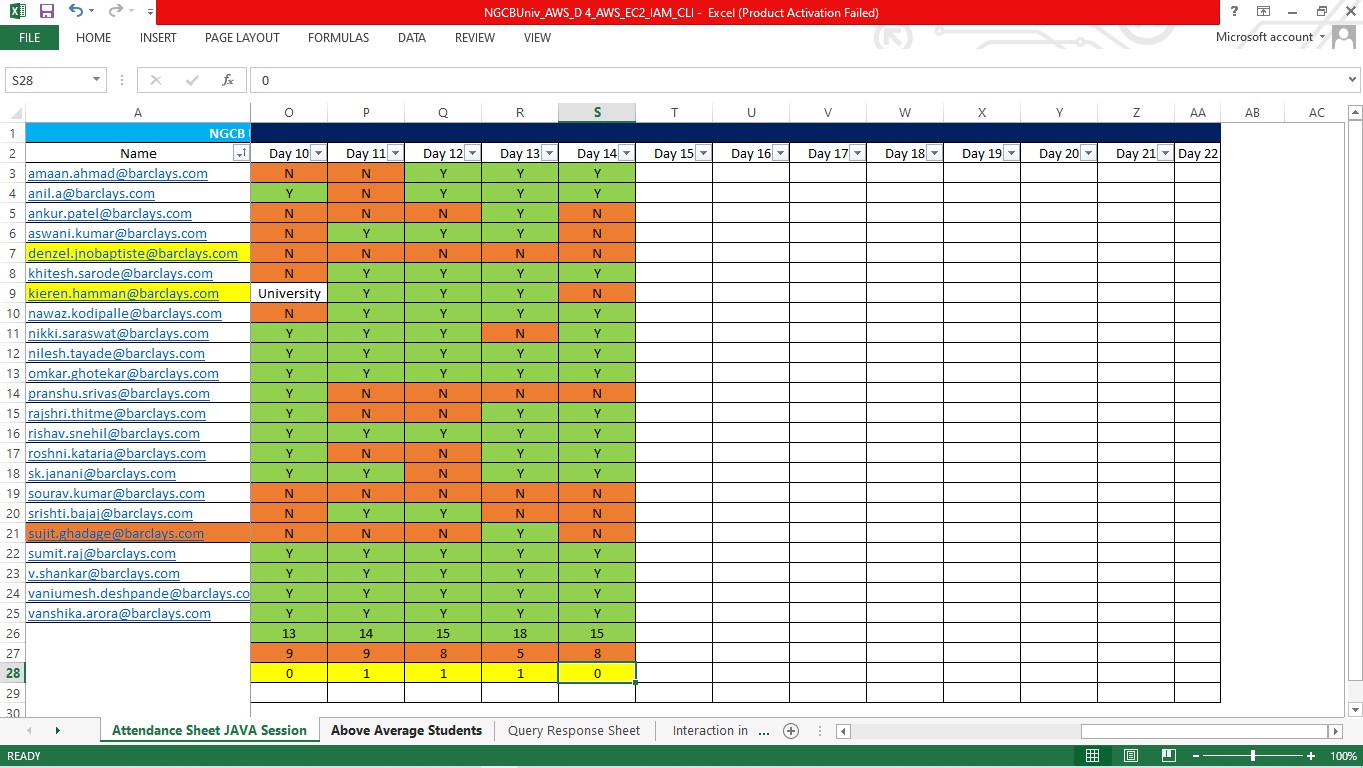 NGCBUniv_AWS_D 4_AWS_EC2_IAM_CLI - Excel (Product Activation Failed)
FILE HOME INSERT PAGE LAYOUT FORMULAS DATA REVIEW VIEW Microsoft account
S28 fx 0
A O P Q R S T U V W X Y Z AA AB AC
1 NGCB
2 Name Day 10 Day 11 Day 12 Day 13 Day 14 Day 15 Day 16 Day 17 Day 18 Day 19 Day 20 Day 21 Day 22
3 amaan.ahmad@barclays.com N N Y Y Y
4 anil.a@barclays.com Y N Y Y Y
5 ankur.patel@barclays.com N N N Y N
6 aswani.kumar@barclays.com N Y Y Y N
7 denzel.jnobaptiste@barclays.com N N N N N
8 khitesh.sarode@barclays.com N Y Y Y Y
9 kieren.hamman@barclays.com University Y Y Y N
10 nawaz.kodipalle@barclays.com N Y Y Y Y
11 nikki.saraswat@barclays.com Y Y Y N Y
12 nilesh.tayade@barclays.com Y Y Y Y Y
13 omkar.ghotekar@barclays.com Y Y Y Y Y
14 pranshu.srivas@barclays.com Y N N N N
15 rajshri.thitme@barclays.com Y N N Y Y
16 rishav.snehil@barclays.com Y Y Y Y Y
17 roshni.kataria@barclays.com Y N N Y Y
18 sk.janani@barclays.com Y Y N Y Y
19 sourav.kumar@barclays.com N N N N N
20 srishti.bajaj@barclays.com N Y Y N N
21 sujit.ghadage@barclays.com N N N Y N
22 sumit.raj@barclays.com Y Y Y Y Y
23 v.shankar@barclays.com Y Y Y Y Y
24 vaniumesh.deshpande@barclays.co Y Y Y Y Y
25 vanshika.arora@barclays.com Y Y Y Y Y
26 13 14 15 18 15
27 9 9 8 5 8
28 0 1 1 1 0
29
30
Attendance Sheet JAVA Session Above Average Students Query Response Sheet Interaction in ...
READY 100%